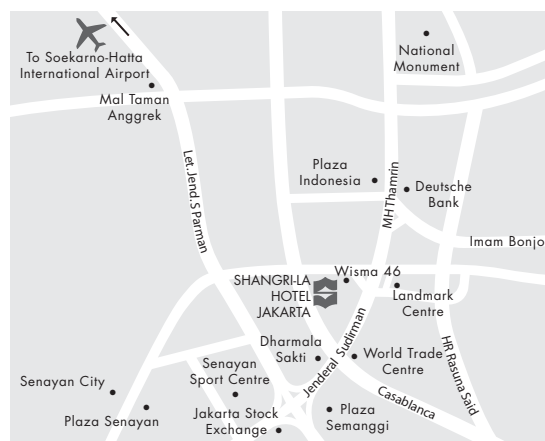 National
Monument
To Soekarno-Hatta
International Airport
Mal Taman
Anggrek
Let.Jend.S Parman
Plaza
Indonesia
MH Thamrin
Deutsche
Bank
Imam Bonjo
Wisma 46
SHANGRI-LA
HOTEL
JAKARTA
Landmark
Centre
Jenderal Sudirman
HR Rasuna Said
Dharmala
Sakti
World Trade
Centre
Senayan
Sport Centre
Senayan City
Casablanca
Plaza Senayan
Jakarta Stock
Exchange
Plaza
Semanggi